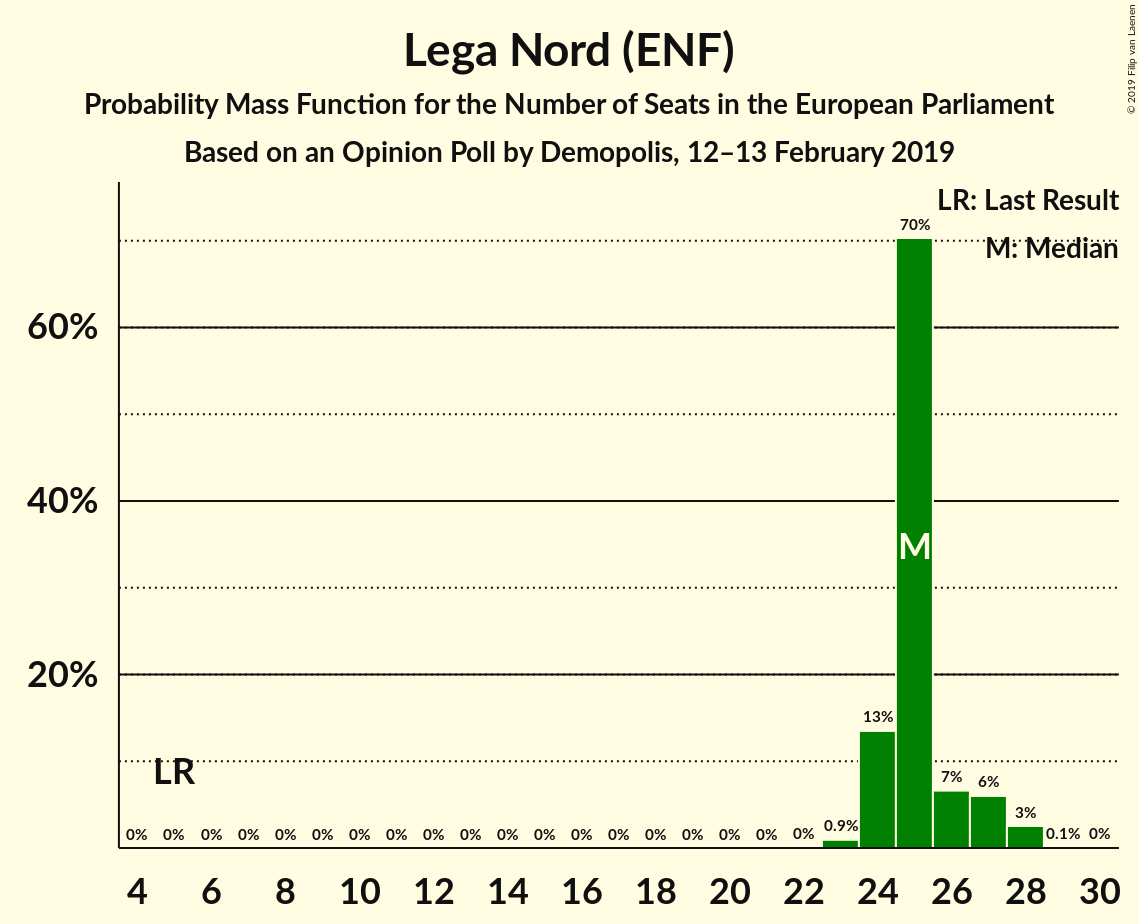 Lega Nord (ENF)
Probability Mass Function for the Number of Seats in the European Parliament
Based on an Opinion Poll by Demopolis, 12–13 February 2019
© 2019 Filip van Laenen
LR: Last Result
M: Median
70%
60%
40%
M
20%
13%
LR
7%
6%
3%
0% 0% 0% 0% 0% 0% 0% 0% 0% 0% 0% 0% 0% 0% 0% 0% 0% 0% 0% 0.9% 0.1% 0%
4 6 8 10 12 14 16 18 20 22 24 26 28 30